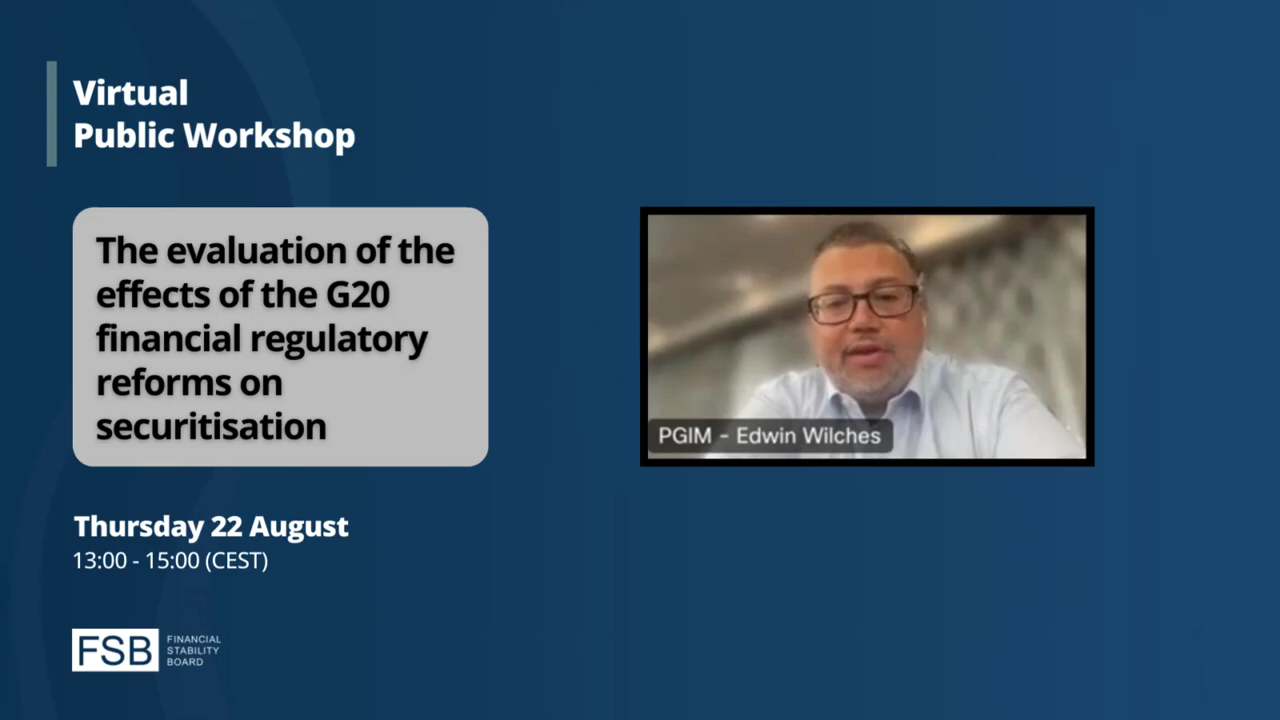 Virtual
Public Workshop
The evaluation of the
effects of the G20
financial regulatory
reforms on
securitisation
PGIM - Edwin Wilches
Thursday 22 August
13:00 - 15:00 (CEST)
FSB
FINANCIAL
STABILITY
BOARD